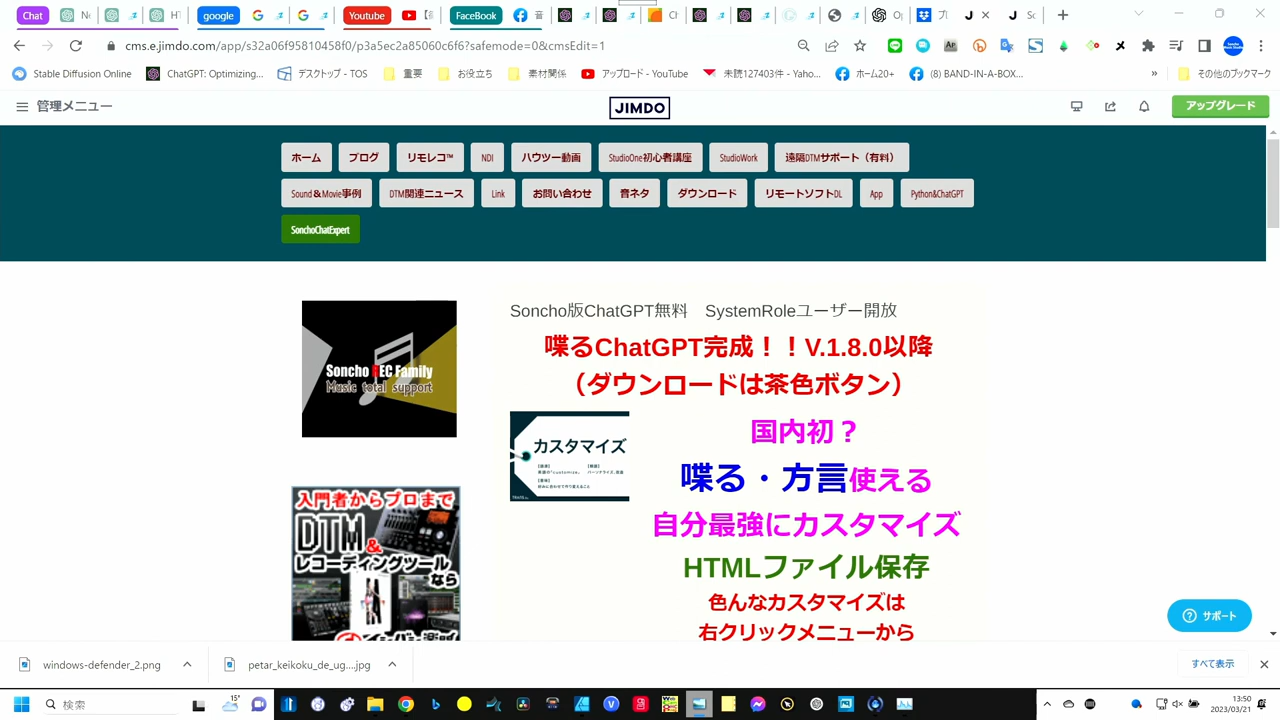 Chat
google
Youtube
FaceBook
cms.e.jimdo.com/app/s32a06f95810458f0/p3a5ec2a85060c6f6?safemode=0&cmsEdit=1
Stable Diffusion Online
ChatGPT: Optimizing...
デスクトップ - TOS
重要
お役立ち
素材関係
アップロード - YouTube
未読127403件 - Yaho...
ホーム20+
(8) BAND-IN-A-BOX...
»
その他のブックマーク
管理メニュー
JIMDO
アップグレード
ホーム
ブログ
リモレコ™
NDI
ハウツー動画
StudioOne初心者講座
StudioWork
遠隔DTMサポート（有料）
Sound＆Movie事例
DTM関連ニュース
Link
お問い合わせ
音ネタ
ダウンロード
リモートソフトDL
App
Python&ChatGPT
SonchoChatExpert
Soncho REC Family
Music total support
入門者からプロまで
DTM&
レコーディングツール
なら
Soncho版ChatGPT無料　SystemRoleユーザー開放
喋るChatGPT完成！！V.1.8.0以降
（ダウンロードは茶色ボタン）
カスタマイズ
国内初？
喋る・方言使える
自分最強にカスタマイズ
HTMLファイル保存
色んなカスタマイズは
右クリックメニューから
サポート
windows-defender_2.png
petar_keikoku_de_ug....jpg
すべて表示
検索
15°
13:50
2023/03/21